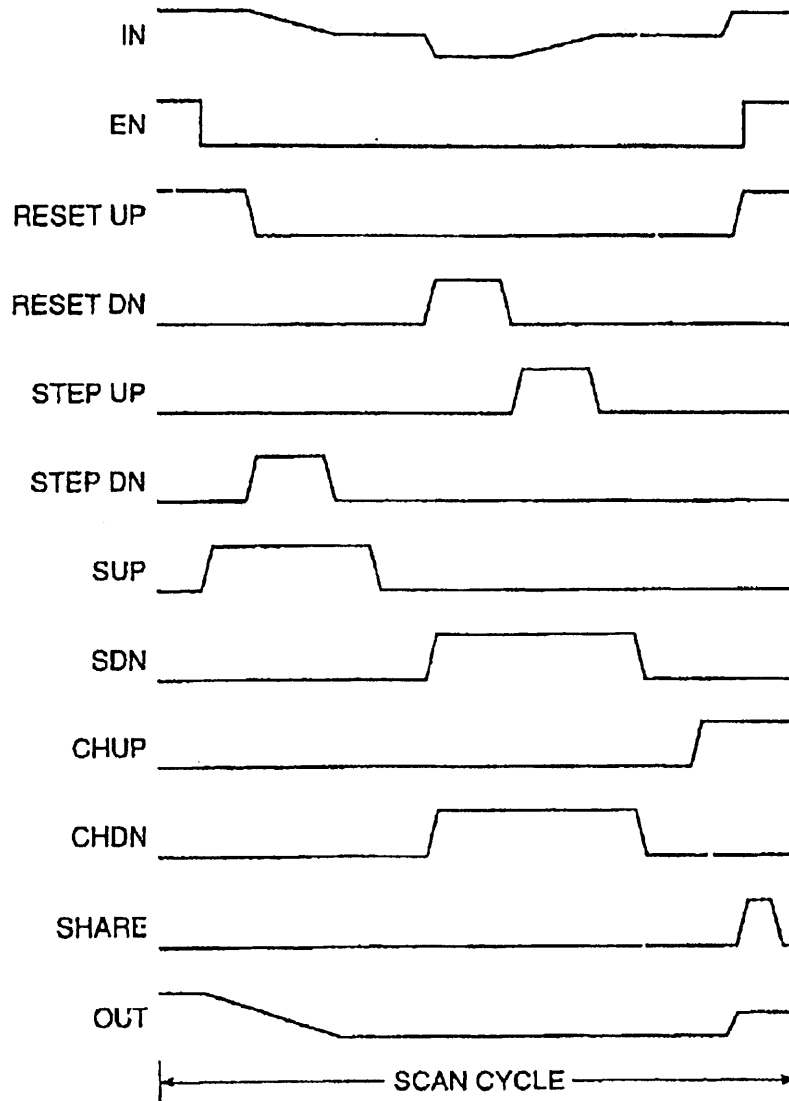 IN
EN
RESET UP
RESET DN
STEP UP
STEP DN
SUP
SDN
CHUP
CHDN
SHARE
OUT
SCAN CYCLE